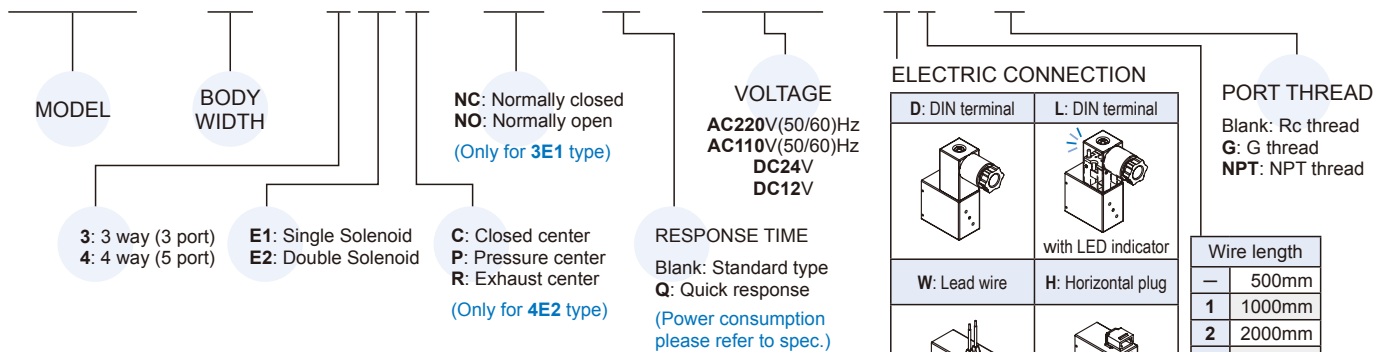 MODEL
BODY
WIDTH
3: 3 way (3 port)
4: 4 way (5 port)
E1: Single Solenoid
E2: Double Solenoid
NC: Normally closed
NO: Normally open
(Only for 3E1 type)
C: Closed center
P: Pressure center
R: Exhaust center
(Only for 4E2 type)
RESPONSE TIME
Blank: Standard type
Q: Quick response
(Power consumption
please refer to spec.)
VOLTAGE
AC220V(50/60)Hz
AC110V(50/60)Hz
DC24V
DC12V
ELECTRIC CONNECTION
D: DIN terminal
L: DIN terminal
with LED indicator
W: Lead wire
H: Horizontal plug
Wire length
— 500mm
1 1000mm
2 2000mm
PORT THREAD
Blank: Rc thread
G: G thread
NPT: NPT thread